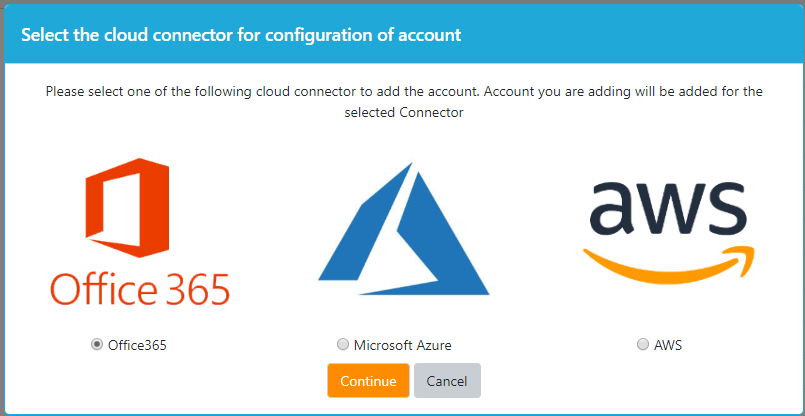 Select the cloud connector for configuration of account
Please select one of the following cloud connector to add the account. Account you are adding will be added for the
selected Connector
Office 365
aws
Office365
Microsoft Azure
AWS
Continue
Cancel